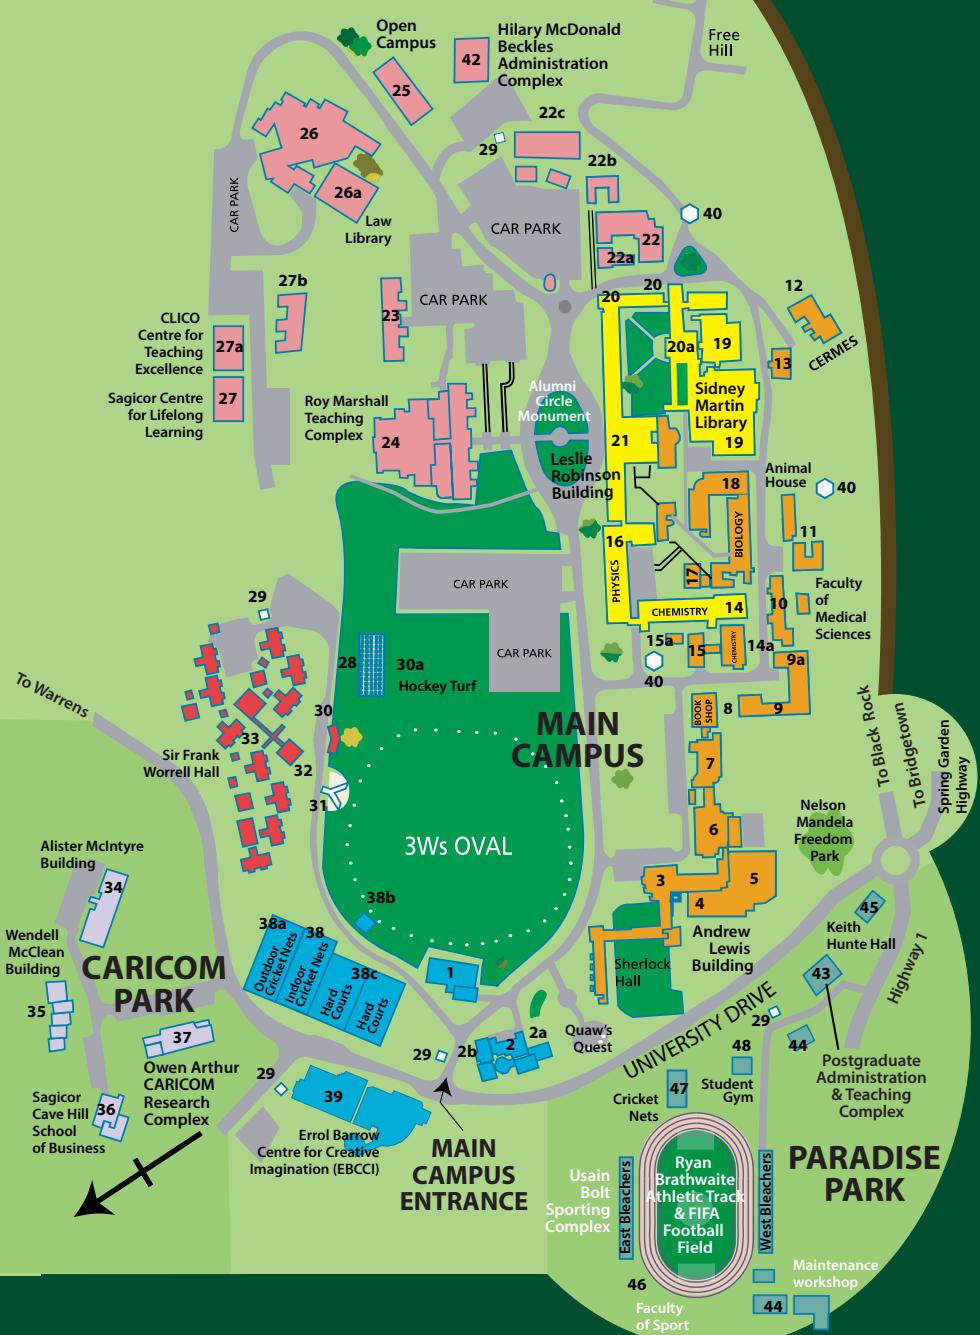 Open
Campus
Hilary McDonald
Beckles
Administration
Complex
Free
Hill
42
25
22c
26
29
22b
26a
CAR PARK
Law
Library
CAR PARK
22
22a
40
27b
CAR PARK
20
20
12
CLICO
Centre for
Teaching
Excellence
27a
23
20a
19
13
CERMES
Sagicor Centre
for Lifelong
Learning
27
Roy Marshall
Teaching
Complex
24
Alumni
Circle
Monument
Sidney
Martin
Library
19
21
Leslie
Robinson
Building
Animal
House
40
18
BIOLOGY
11
16
PHYSICS
17
CAR PARK
CHEMISTRY
14
10
Faculty
of
Medical
Sciences
29
28
30a
Hockey Turf
CAR PARK
15a
15
CHEMISTRY
14a
9a
40
To Warrens
30
33
Sir Frank
Worrell Hall
32
31
MAIN
CAMPUS
BOOK
SHOP
8
9
7
6
To Black Rock
To Bridgetown
Spring Garden
Highway
Nelson
Mandela
Freedom
Park
3Ws OVAL
Alister McIntyre
Building
34
3
5
4
38b
45
Wendell
McClean
Building
CARICOM
PARK
38a
38
Outdoor
Cricket Nets
Indoor
Cricket Nets
38c
Hard
Courts
Hard
Courts
1
Sherlock
Hall
Andrew
Lewis
Building
Keith
Hunte Hall
43
Highway 1
35
37
Owen Arthur
CARICOM
Research
Complex
29
2b
2
2a
Quaw's
Quest
UNIVERSITY DRIVE
29
44
48
Student
Gym
Postgraduate
Administration
& Teaching
Complex
Sagicor
Cave Hill
School
of Business
36
29
39
Errol Barrow
Centre for Creative
Imagination (EBCCI)
MAIN
CAMPUS
ENTRANCE
Cricket
Nets
47
PARADISE
PARK
Usain
Bolt
Sporting
Complex
East Bleachers
Ryan
Brathwaite
Athletic Track
& FIFA
Football
Field
West Bleachers
46
Faculty
of Sport
Maintenance
workshop
44